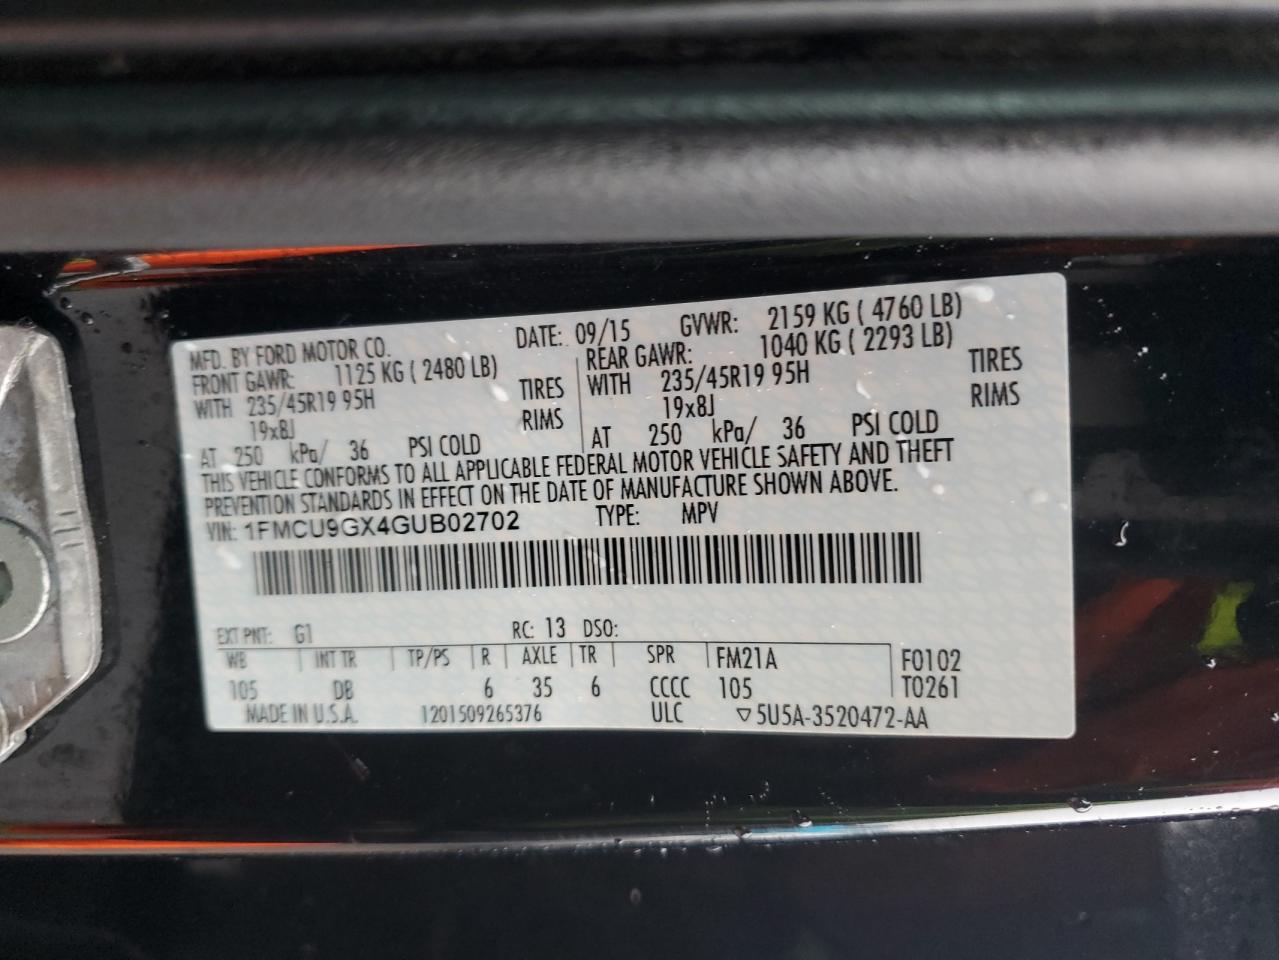 MFD. BY FORD MOTOR CO. DATE: 09/15 GVWR: 2159 KG ( 4760 LB)
FRONT GAWR: 1125 KG ( 2480 LB) REAR GAWR: 1040 KG ( 2293 LB)
WITH 235/45R19 95H TIRES WITH 235/45R19 95H TIRES
19x8J RIMS 19x8J RIMS
AT 250 kPa/ 36 PSI COLD AT 250 kPa/ 36 PSI COLD
THIS VEHICLE CONFORMS TO ALL APPLICABLE FEDERAL MOTOR VEHICLE SAFETY AND THEFT
PREVENTION STANDARDS IN EFFECT ON THE DATE OF MANUFACTURE SHOWN ABOVE.
VIN: 1FMCU9GX4GUB02702 TYPE: MPV
EXT PNT: G1 RC: 13 DSO:
WB INT TR TP/PS R AXLE TR SPR FM21A F0102
105 DB 6 35 6 CCCC 105 T0261
MADE IN U.S.A. 1201509265376 ULC ▽5U5A-3520472-AA